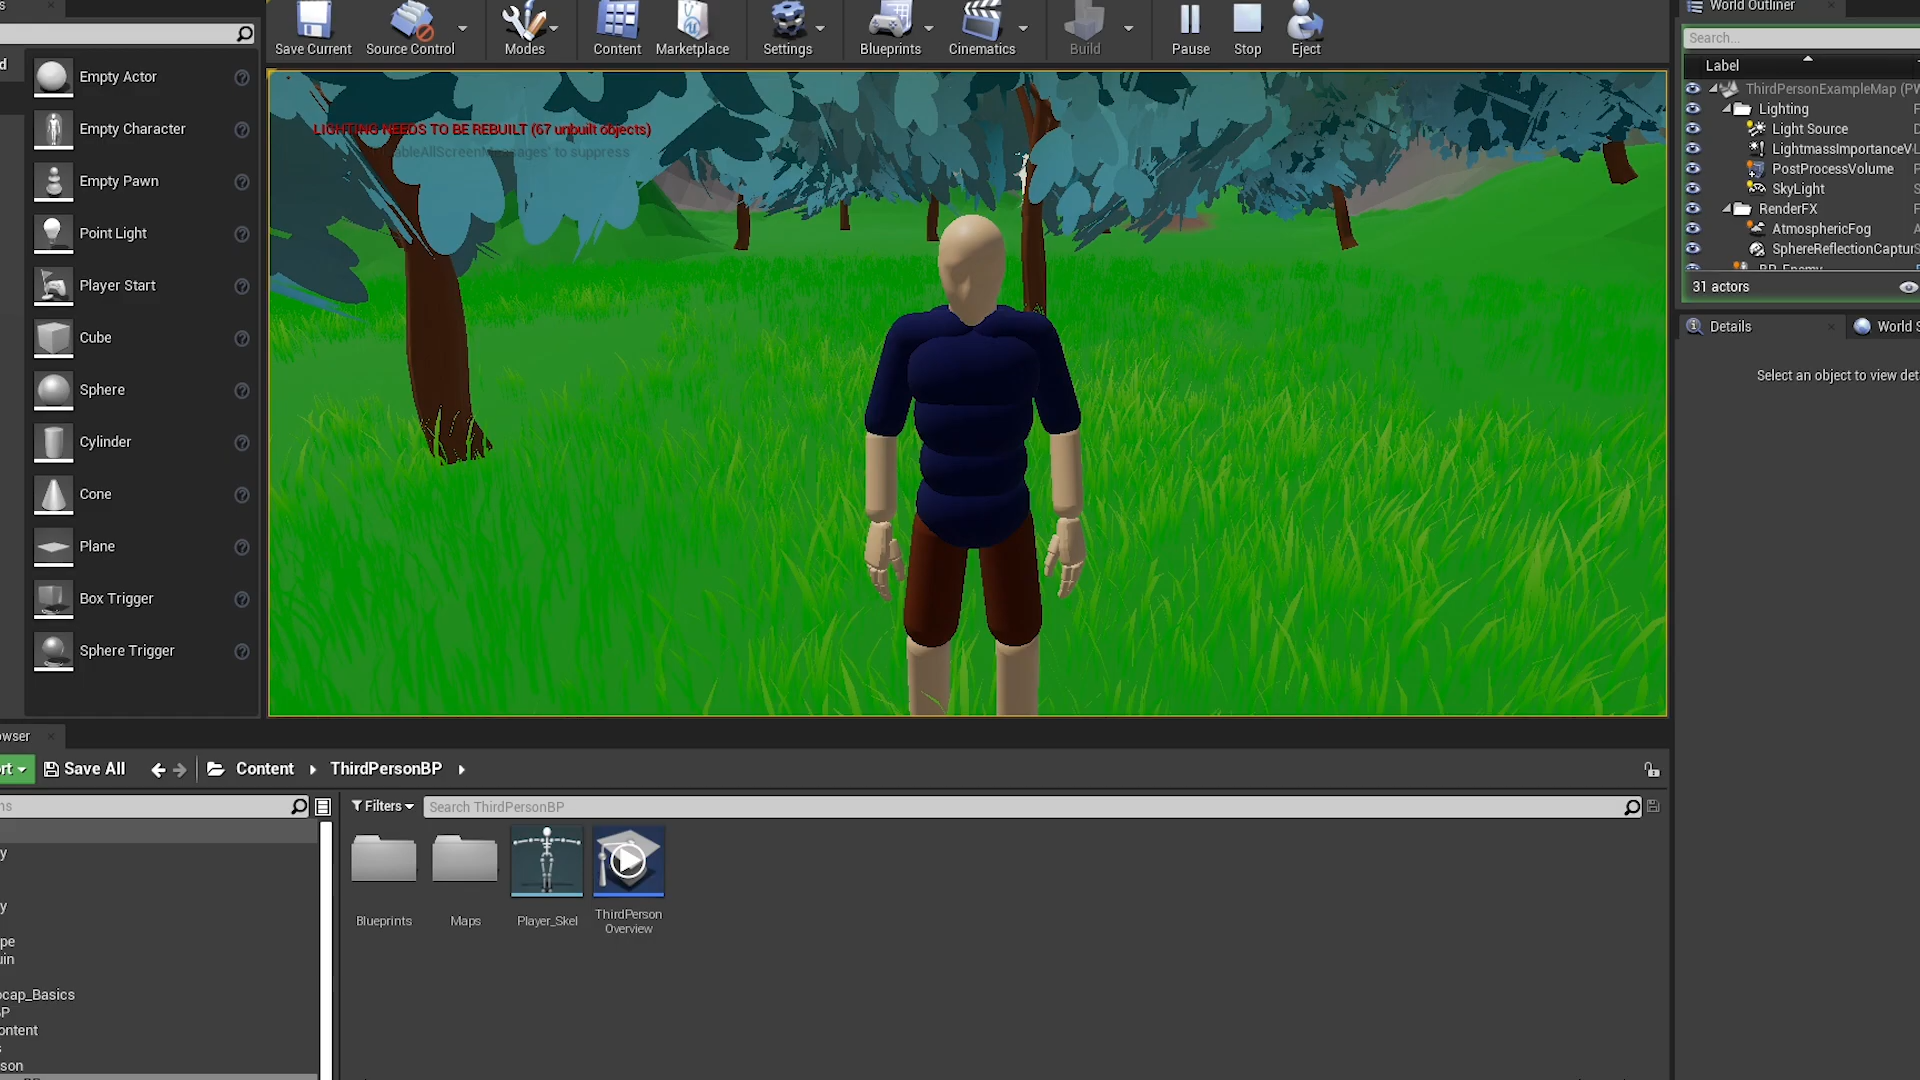 Save Current
Source Control
Modes
Content
Marketplace
Settings
Blueprints
Cinematics
Build
Pause
Stop
Eject
World Outliner
Search...
Label
ThirdPersonExampleMap
Lighting
Light Source
PostProcessVolume
SkyLight
RenderFX
AtmosphericFog
BP_Enemy
31 actors
Details
World
Select an object to view
Empty Actor
Empty Character
Empty Pawn
Point Light
Player Start
Cube
Sphere
Cylinder
Cone
Plane
Box Trigger
Sphere Trigger
LIGHTING NEEDS TO BE REBUILT (67 unbuilt objects)
to suppress
Save All
Content
ThirdPersonBP
Filters
Search ThirdPersonBP
Blueprints
Maps
Player_Skel
ThirdPerson
Overview